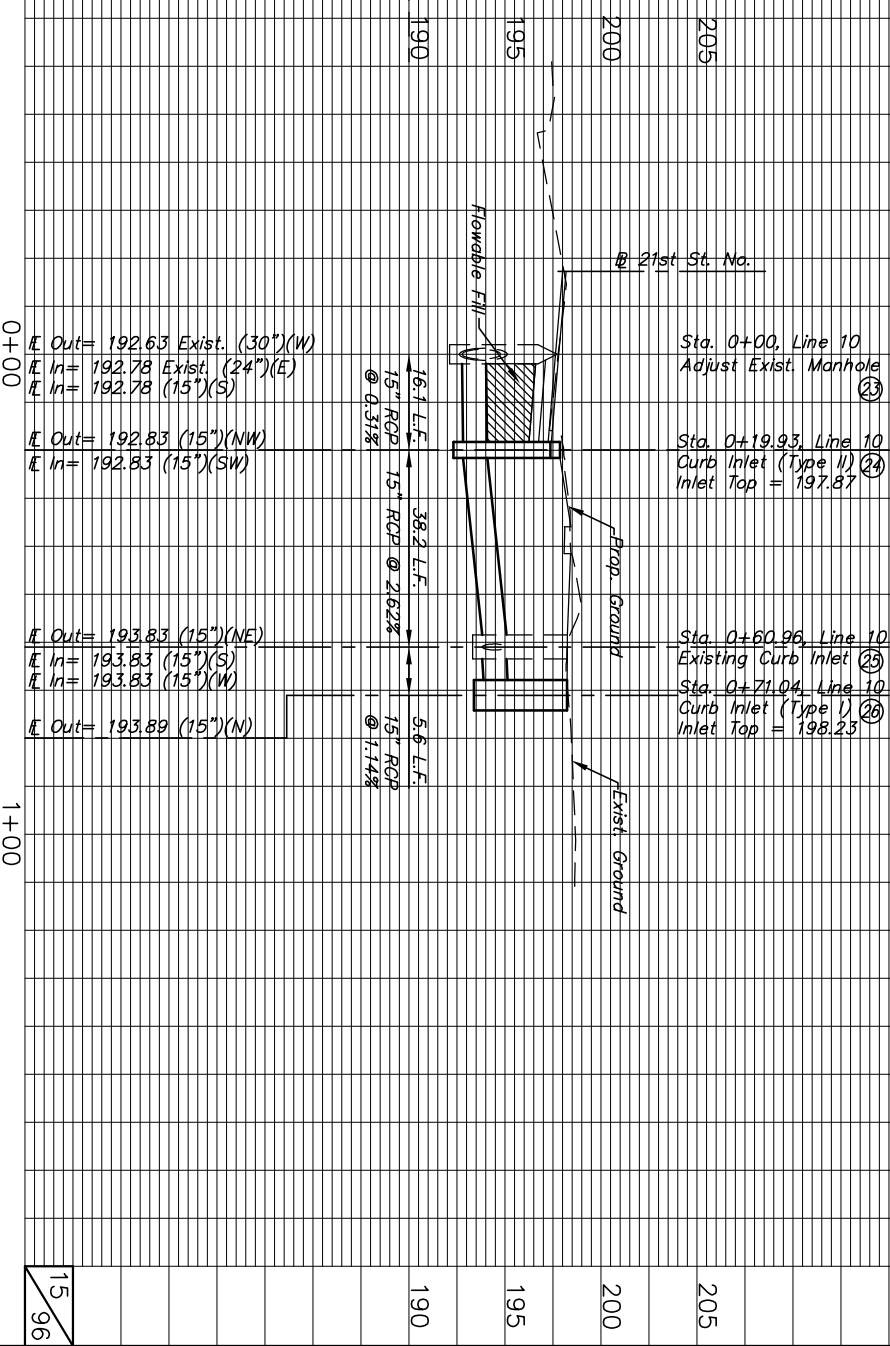 205
200
195
190
205
200
195
190
℄ 21st St. No.
Flowable Fill
Prop. Ground
Exist. Ground
Sta. 0+00, Line 10
Adjust Exist. Manhole
23
Sta. 0+19.93, Line 10
Curb Inlet (Type II) 24
Inlet Top = 197.87
Sta. 0+60.96, Line 10
Existing Curb Inlet 25
Sta. 0+71.04, Line 10
Curb Inlet (Type I) 26
Inlet Top = 198.23
16.1 L.F.
15" RCP
@ 0.31%
38.2 L.F.
15" RCP @ 2.62%
5.6 L.F.
15" RCP
@ 1.14%
Out= 192.63 Exist. (30")(W)
In= 192.78 Exist. (24")(E)
In= 192.78 (15")(S)
Out= 192.83 (15")(NW)
In= 192.83 (15")(SW)
Out= 193.83 (15")(NE)
In= 193.83 (15")(S)
In= 193.83 (15")(W)
Out= 193.89 (15")(N)
0+00
1+00
15
96